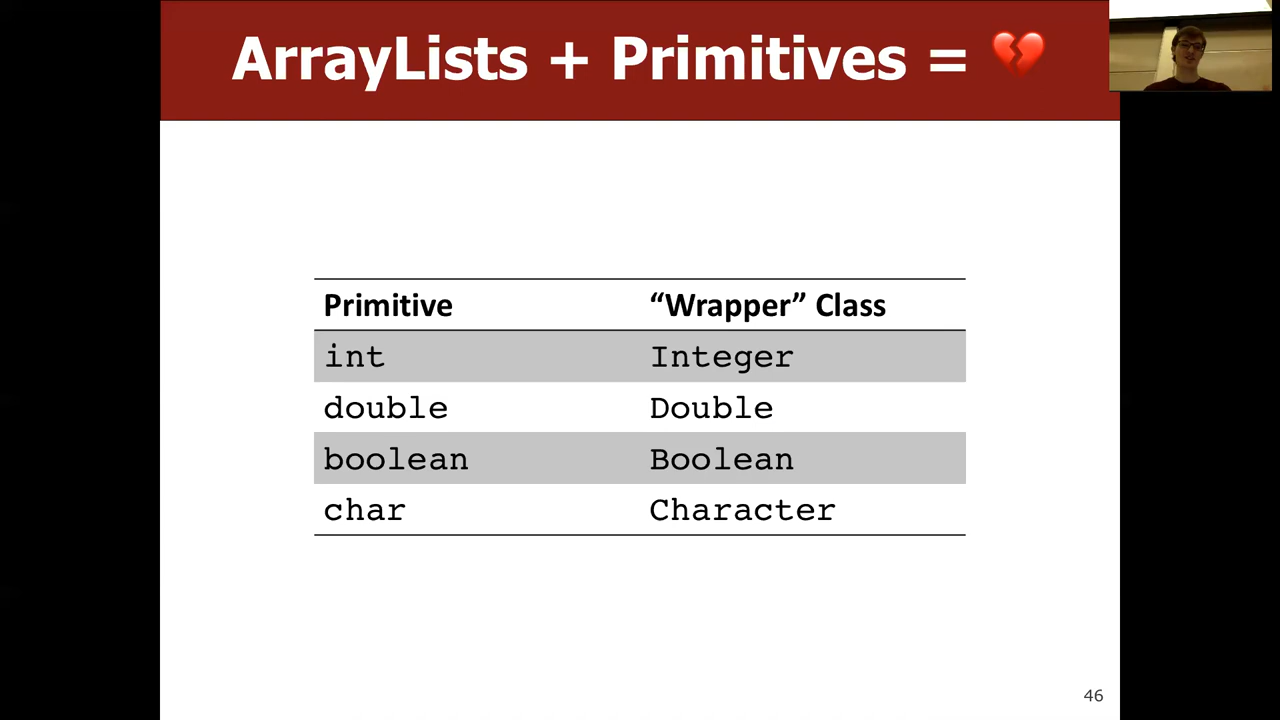 ArrayLists + Primitives = 💔
Primitive “Wrapper” Class
int Integer
double Double
boolean Boolean
char Character
46